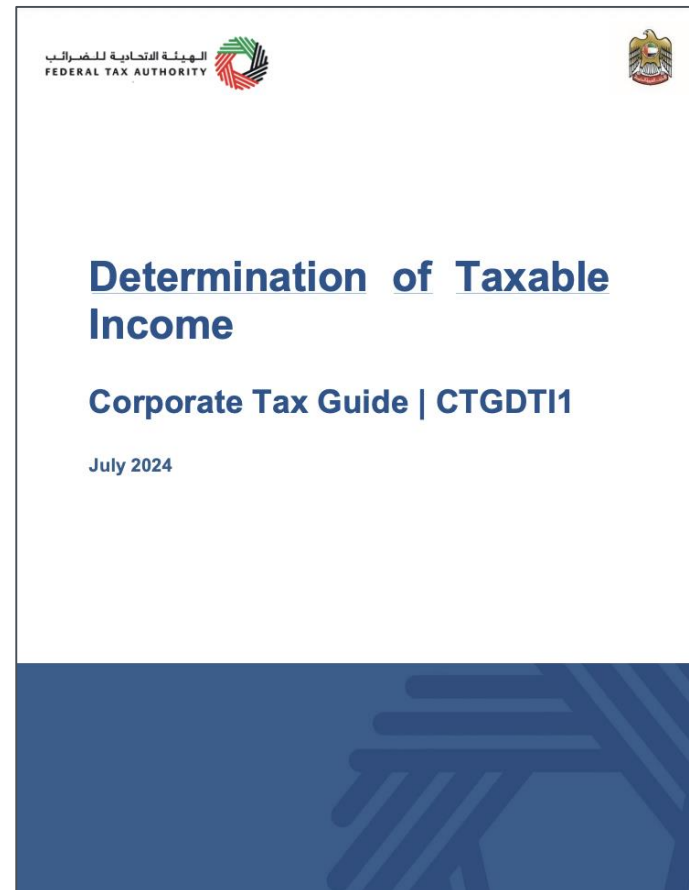 الهيئة الاتحادية للضرائب
FEDERAL TAX AUTHORITY
Determination of Taxable
Income
Corporate Tax Guide | CTGDTI1
July 2024